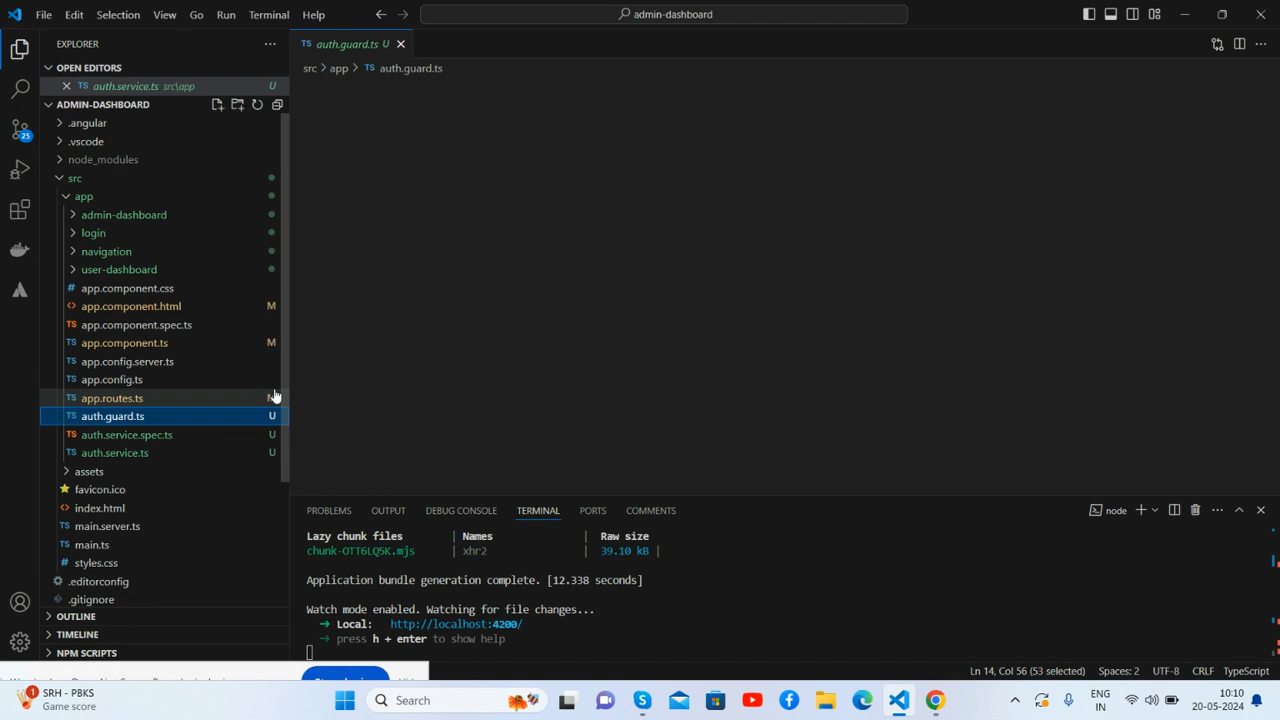 File Edit Selection View Go Run Terminal Help
admin-dashboard
EXPLORER
OPEN EDITORS
auth.service.ts src\app U
ADMIN-DASHBOARD
.angular
.vscode
node_modules
src
app
admin-dashboard
login
navigation
user-dashboard
app.component.css
app.component.html M
app.component.spec.ts
app.component.ts M
app.config.server.ts
app.config.ts
app.routes.ts
auth.guard.ts U
auth.service.spec.ts U
auth.service.ts U
assets
favicon.ico
index.html
main.server.ts
main.ts
styles.css
.editorconfig
.gitignore
OUTLINE
TIMELINE
NPM SCRIPTS
25
TS auth.guard.ts U
src > app > TS auth.guard.ts
PROBLEMS OUTPUT DEBUG CONSOLE TERMINAL PORTS COMMENTS
node
Lazy chunk files | Names | Raw size
chunk-OTT6LQ5K.mjs | xhr2 | 39.10 kB |
Application bundle generation complete. [12.338 seconds]
Watch mode enabled. Watching for file changes...
➜ Local: http://localhost:4200/
➜ press h + enter to show help
Ln 14, Col 56 (53 selected) Spaces: 2 UTF-8 CRLF TypeScript
1
SRH - PBKS
Game score
Search
ENG
IN
10:10
20-05-2024